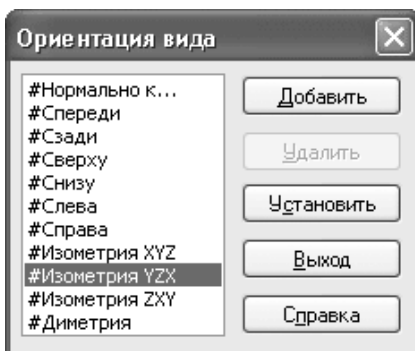 Ориентация вида
#Нормально к...
#Спереди
#Сзади
#Сверху
#Снизу
#Слева
#Справа
#Изометрия XYZ
#Изометрия YZX
#Изометрия ZXY
#Диметрия
Добавить
Удалить
Установить
Выход
Справка